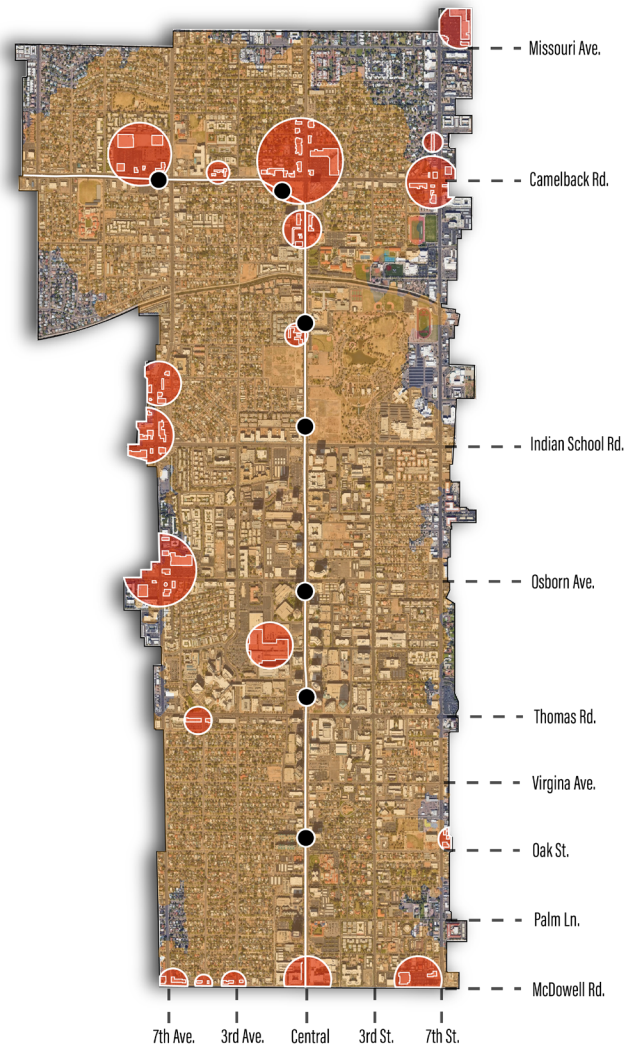 Missouri Ave.
Camelback Rd.
Indian School Rd.
Osborn Ave.
Thomas Rd.
Virgina Ave.
Oak St.
Palm Ln.
McDowell Rd.
7th Ave.
3rd Ave.
Central
3rd St.
7th St.